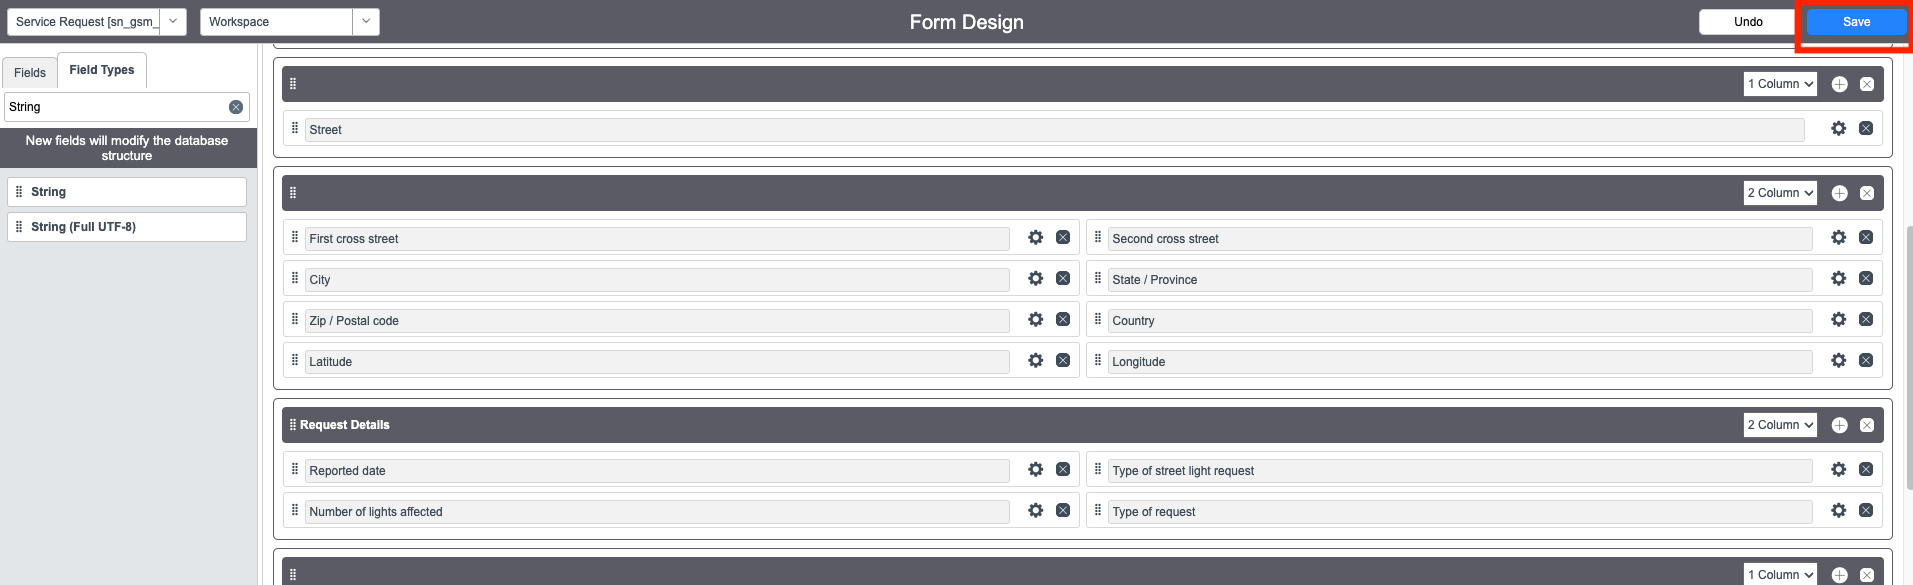 Service Request [sn_gsm_
Workspace
Form Design
Undo
Save
Fields
Field Types
String
New fields will modify the database
structure
String
String (Full UTF-8)
1 Column
Street
2 Column
First cross street
Second cross street
City
State / Province
Zip / Postal code
Country
Latitude
Longitude
Request Details
2 Column
Reported date
Type of street light request
Number of lights affected
Type of request
1 Column